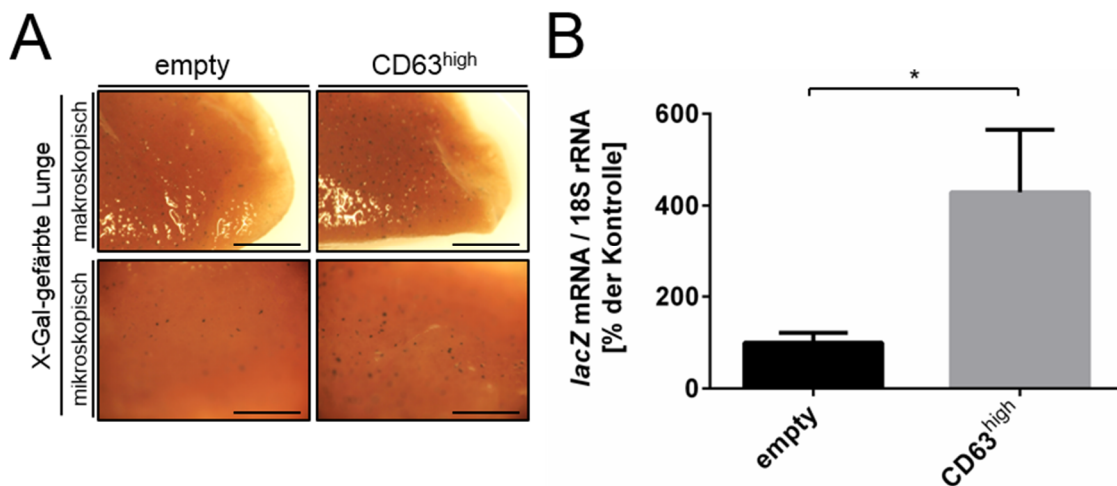 A
empty
CD63high
X-Gal-gefärbte Lunge
makroskopisch
mikroskopisch
B
*
lacZ mRNA / 18S rRNA
[% der Kontrolle]
600
400
200
0
empty
CD63high